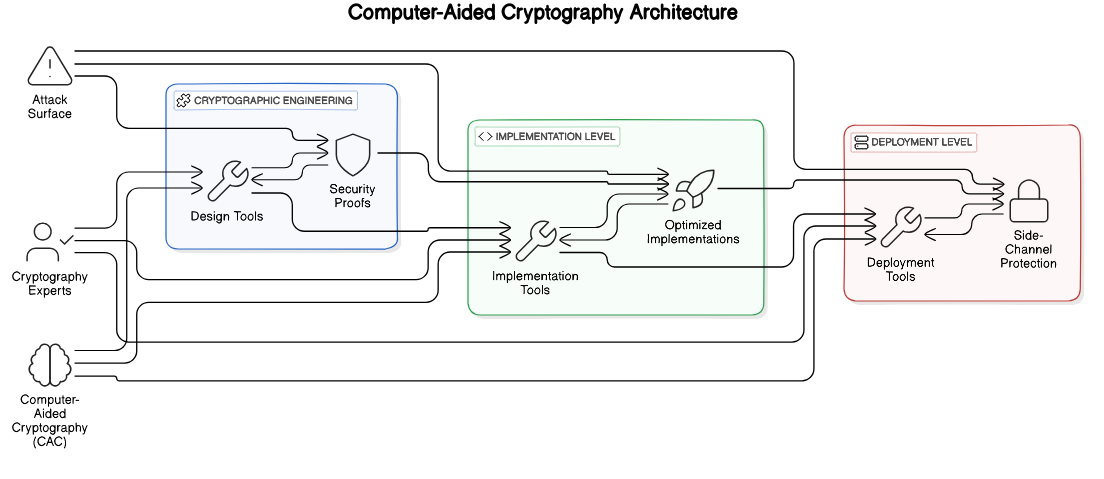 Computer-Aided Cryptography Architecture
Attack
Surface
CRYPTOGRAPHIC ENGINEERING
Security
Proofs
Design Tools
IMPLEMENTATION LEVEL
Optimized
Implementations
Implementation
Tools
DEPLOYMENT LEVEL
Side-
Channel
Protection
Deployment
Tools
Cryptography
Experts
Computer-
Aided
Cryptography
(CAC)